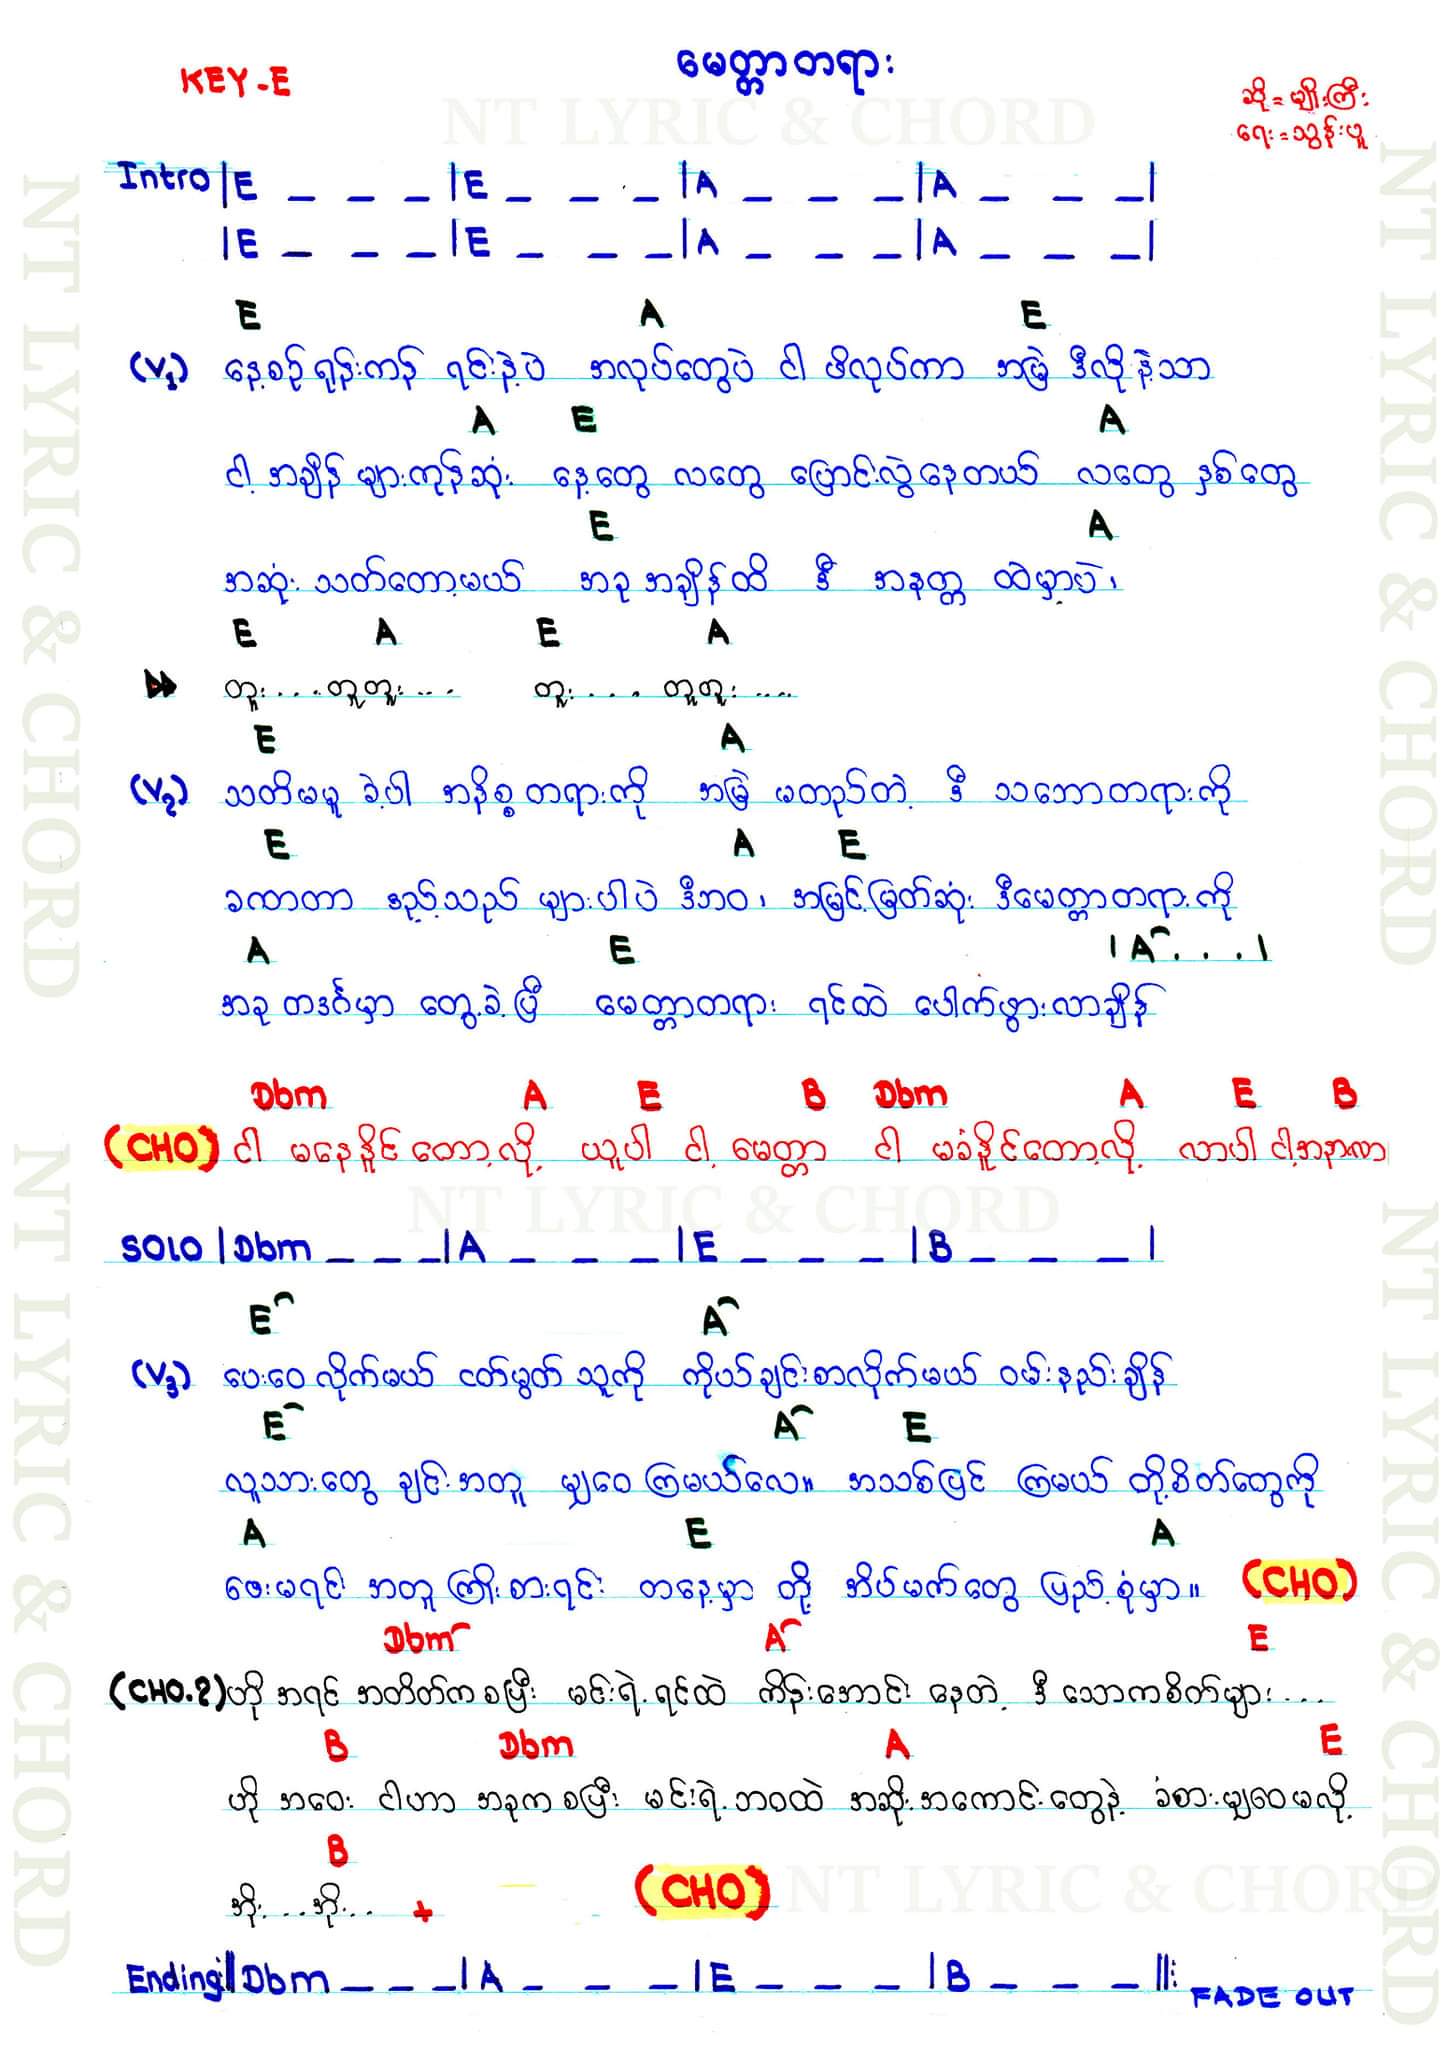 မေတ္တာတရား
KEY-E
ဆို = မျိုးကြီး
ရေး = သွန်းယူ
NT LYRIC & CHORD
Intro |E _ _ _ |E _ _ _ |A _ _ _ |A _ _ _|
|E _ _ _ |E _ _ _ |A _ _ _ |A _ _ _|
E A E
(V1) နေ့စဉ် ရုန်းကန် ရင်းနဲ့ပဲ အလုပ်တွေပဲ ငါ ဖိလုပ်ကာ အမြဲ ဒီလိုနဲ့သာ
A E A
ငါ့ အချိန် များကုန်ဆုံး နေ့တွေ လတွေ ပြောင်းလွဲနေတယ် လတွေ နှစ်တွေ
E A
အဆုံး သတ်တော့မယ် အခု အချိန်ထိ ဒီ အနတ္တ ထဲမှာပဲ၊
E A E A
တူး.... တူတူး... တူး.... တူတူး....
E A
(V2) သတိမမူ ခဲ့ပါ အနိစ္စ တရားကို အမြဲ မတည်တဲ့ ဒီ သဘောတရားကို
E A E
ခဏတာ ဧည့်သည် များပါပဲ ဒီဘဝ၊ အမြင့်မြတ်ဆုံး ဒီမေတ္တာတရားကို
A E | A . . . |
အခု တဒင်္ဂမှာ တွေ့ခဲ့ပြီ မေတ္တာတရား ရင်ထဲ ပေါက်ဖွားလာချိန်
Dbm A E B Dbm A E B
(CHO) ငါ မနေနိူင်တော့လို့ ယူပါ ငါ့ မေတ္တာ ငါ မခံနိူင်တော့လို့ လာပါ ငါ့အနာဏ
NT LYRIC & CHORD
SOLO |Dbm _ _ _|A _ _ _ |E _ _ _ |B _ _ _ |
E A
(V3) ပေးဝေလိုက်မယ် ငတ်မွတ်သူကို ကိုယ်ချင်းစာလိုက်မယ် ဝမ်းနည်းချိန်
E A E
လူသားတွေ ချင်းအတူ မျှဝေကြမယ်လေ။ အသစ်ပြင် ကြမယ် တို့စိတ်တွေကို
A E A
ဖေးမရင်း အတူကြိုးစားရင်း တနေ့မှာ တို့ အိပ်မက်တွေ ပြည့်စုံမှာ။ (CHO)
Dbm A E
(CHO.2) ဟို အရင် အတိတ်ကစပြီး မင်းရဲ့ရင်ထဲ ကိန်းအောင်း နေတဲ့ ဒီ သောကစိတ်များ...
B Dbm A E
ဟို အဝေး ငါဟာ အခုကစပြီး မင်းရဲ့ဘဝထဲ အဆိုးအကောင်းတွေနဲ့ ခံစားမျှဝေမလို့
B
အိုး...အို... + (CHO)
NT LYRIC & CHORD
Ending:||Dbm _ _ _|A _ _ _ |E _ _ _ |B _ _ _ ||:
FADE OUT
NT LYRIC & CHORD
NT LYRIC & CHORD
NT LYRIC & CHORD
NT LYRIC & CHORD